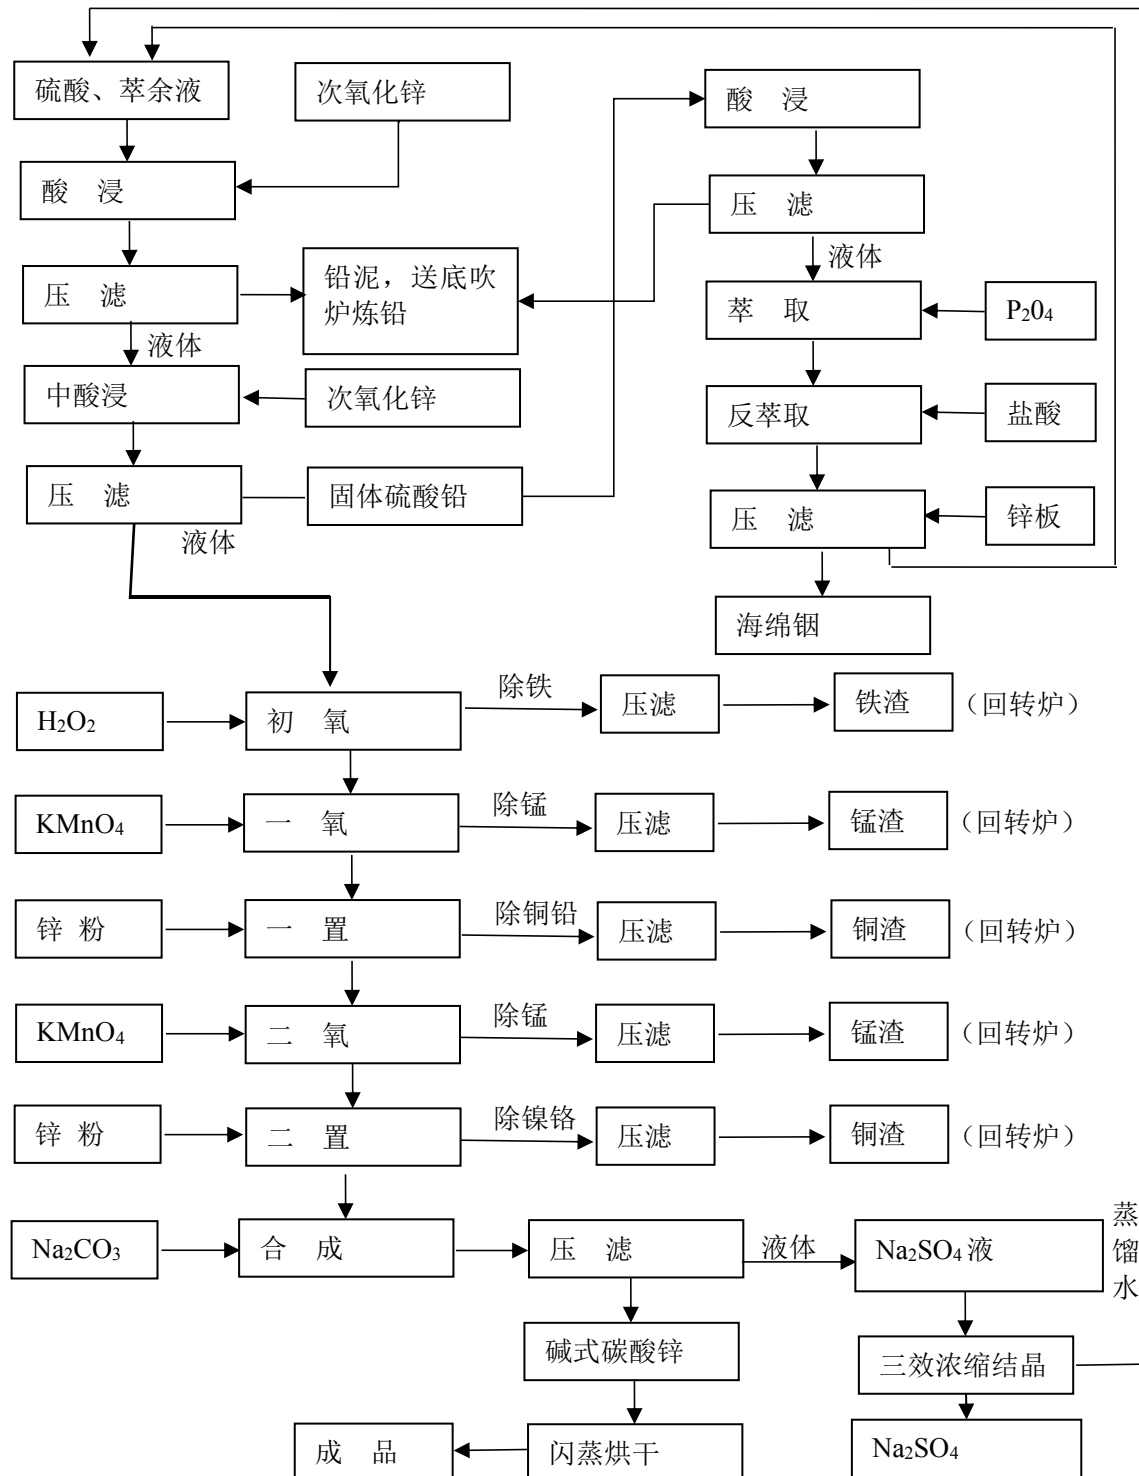 硫酸、萃余液
次氧化锌
酸 浸
酸 浸
压 滤
压 滤
铅泥，送底吹
炉炼铅
液体
液体
萃 取
P₂0₄
中酸浸
次氧化锌
反萃取
盐酸
压 滤
固体硫酸铅
压 滤
锌板
液体
海绵铟
H₂O₂
初 氧
除铁
压滤
铁渣
（回转炉）
KMnO₄
一 氧
除锰
压滤
锰渣
（回转炉）
锌 粉
一 置
除铜铅
压滤
铜渣
（回转炉）
KMnO₄
二 氧
除锰
压滤
锰渣
（回转炉）
锌 粉
二 置
除镍铬
压滤
铜渣
（回转炉）
Na₂CO₃
合 成
压 滤
液体
Na₂SO₄液
蒸
馏
水
碱式碳酸锌
三效浓缩结晶
成 品
闪蒸烘干
Na₂SO₄